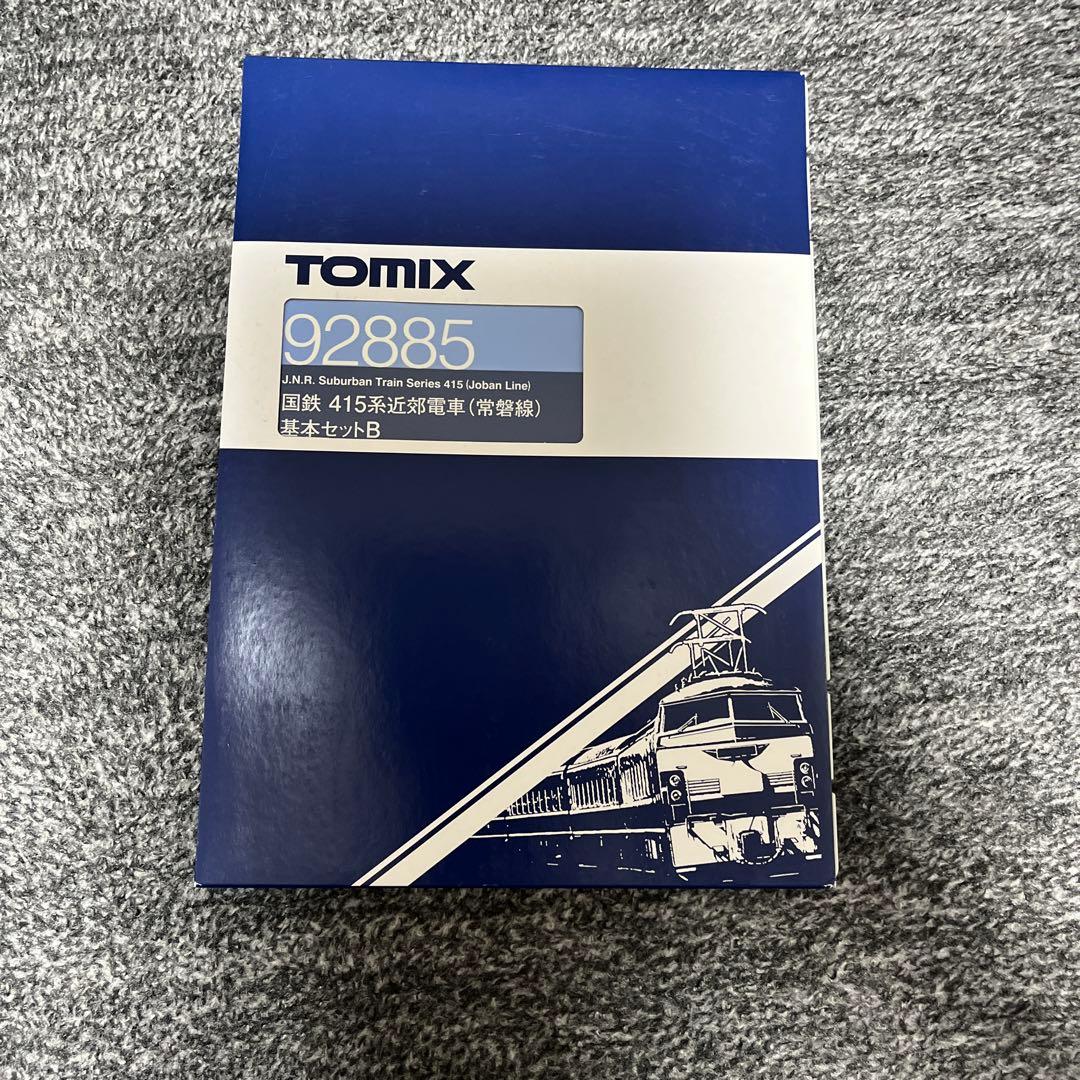 TOMIX
92885
J.N.R. Suburban Train Series 415 (Joban Line)
国鉄 415系近郊電車(常磐線)
基本セットB